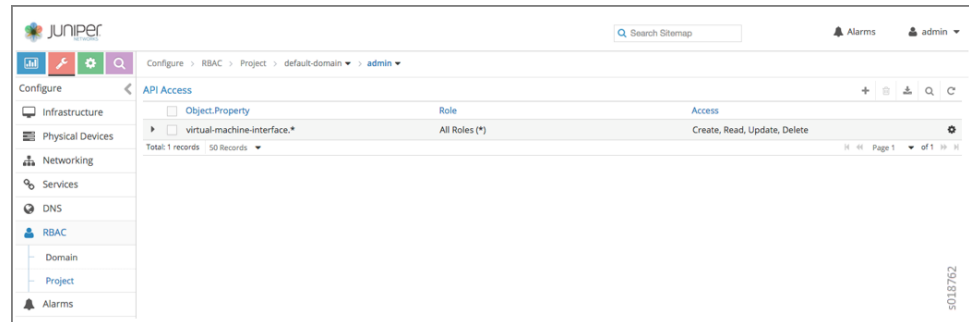 JUNIPER
NETWORKS
Search Sitemap
Alarms
admin
Configure > RBAC > Project > default-domain > admin
Configure
API Access
Infrastructure
Physical Devices
Networking
Services
DNS
RBAC
Domain
Project
Alarms
Object.Property Role Access
virtual-machine-interface.* All Roles (*) Create, Read, Update, Delete
Total: 1 records 50 Records Page 1 of 1
s018762